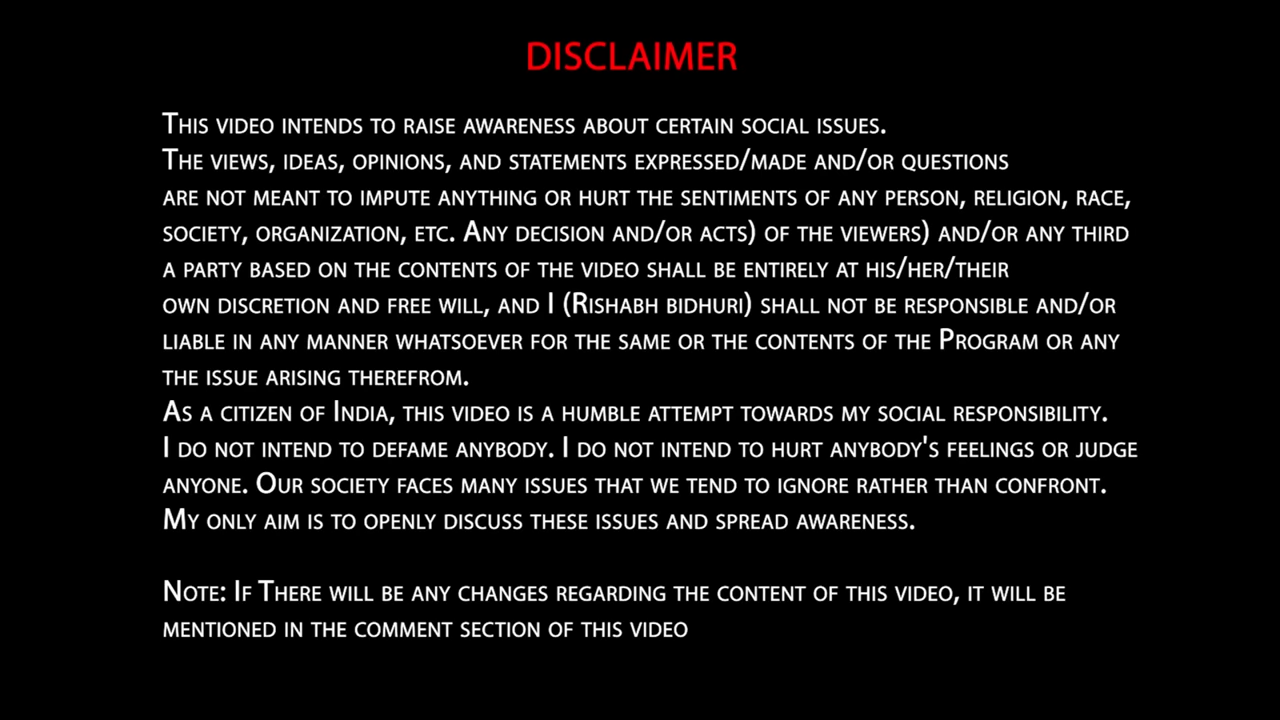 DISCLAIMER
This video intends to raise awareness about certain social issues.
The views, ideas, opinions, and statements expressed/made and/or questions
are not meant to impute anything or hurt the sentiments of any person, religion, race,
society, organization, etc. Any decision and/or acts) of the viewers) and/or any third
a party based on the contents of the video shall be entirely at his/her/their
own discretion and free will, and I (Rishabh bidhuri) shall not be responsible and/or
liable in any manner whatsoever for the same or the contents of the Program or any
the issue arising therefrom.
As a citizen of India, this video is a humble attempt towards my social responsibility.
I do not intend to defame anybody. I do not intend to hurt anybody's feelings or judge
anyone. Our society faces many issues that we tend to ignore rather than confront.
My only aim is to openly discuss these issues and spread awareness.
Note: If There will be any changes regarding the content of this video, it will be
mentioned in the comment section of this video